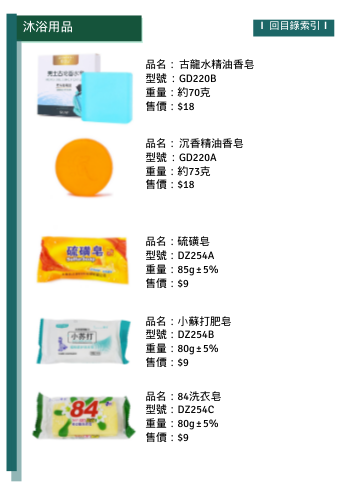 沐浴用品
I 回目錄索引 I
品名：古龍水精油香皂
型號：GD220B
重量：約70克
售價：$18
品名：沉香精油香皂
型號：GD220A
重量：約73克
售價：$18
硫磺皂
品名：硫磺皂
型號：DZ254A
重量：85g±5%
售價：$9
小苏打
品名：小蘇打肥皂
型號：DZ254B
重量：80g±5%
售價：$9
84
品名：84洗衣皂
型號：DZ254C
重量：80g±5%
售價：$9